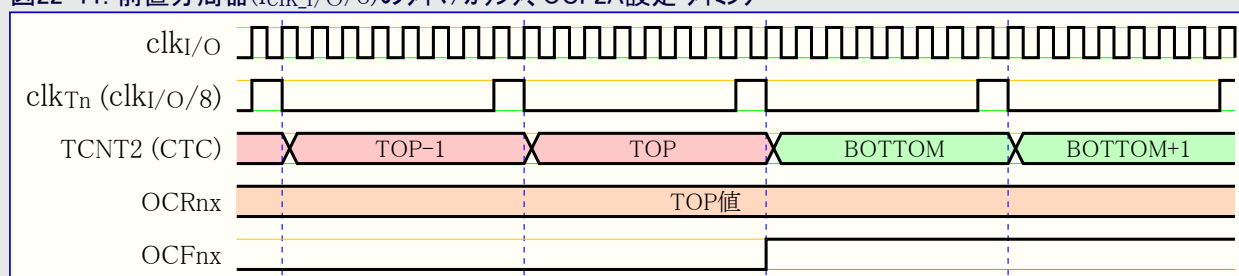 clkI/O
clkTn (clkI/O/8)
TCNT2 (CTC) TOP-1 TOP BOTTOM BOTTOM+1
OCRnx TOP値
OCFnx